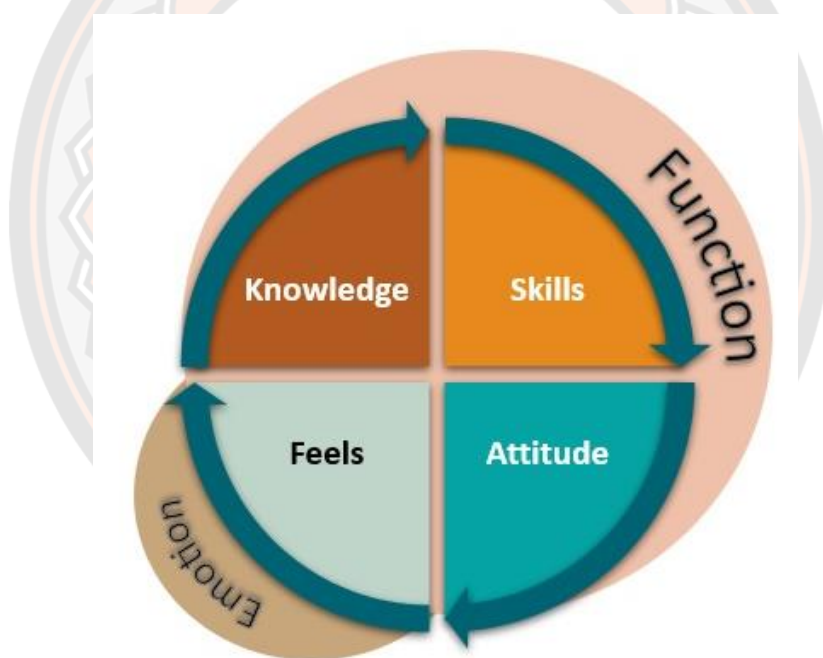 Function
Knowledge
Skills
Feels
Attitude
Emotion